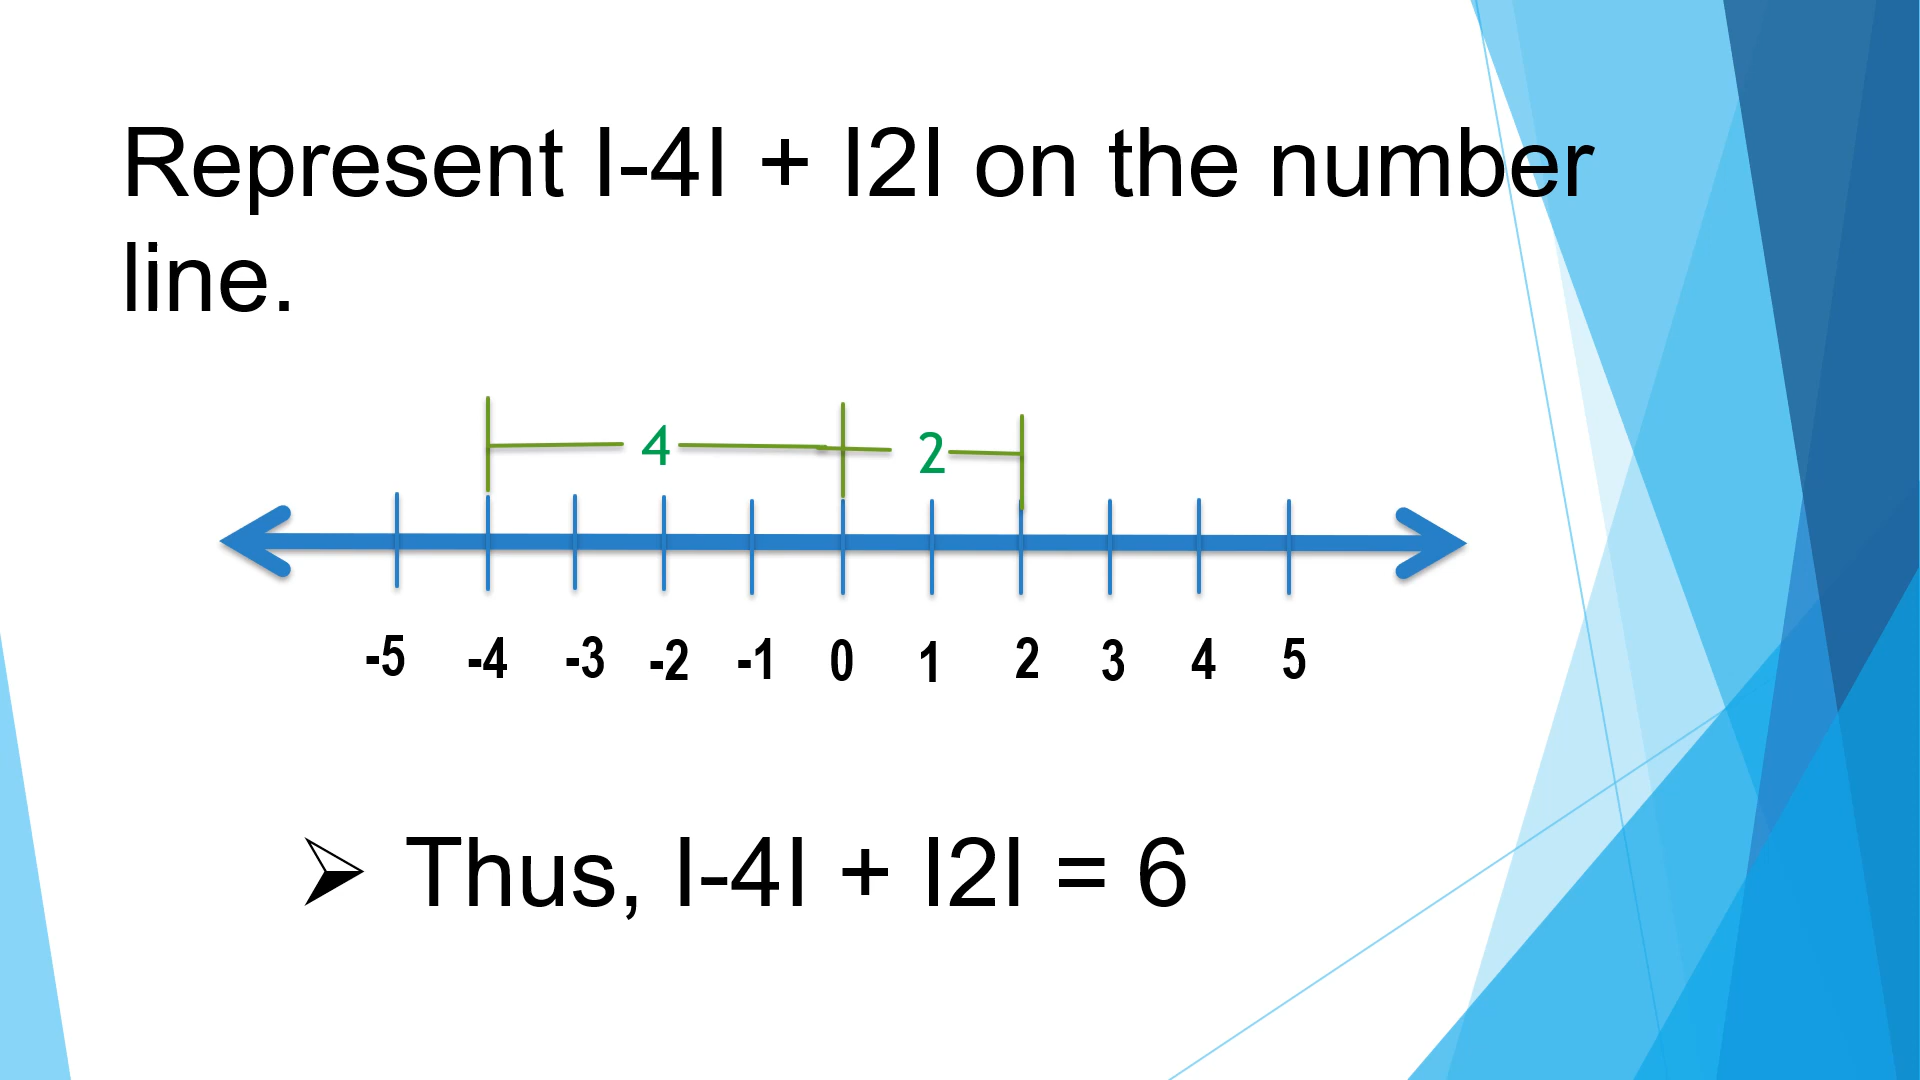 Represent I-4I + I2I on the number
line.
4 2
-5 -4 -3 -2 -1 0 1 2 3 4 5
➢ Thus, I-4I + I2I = 6